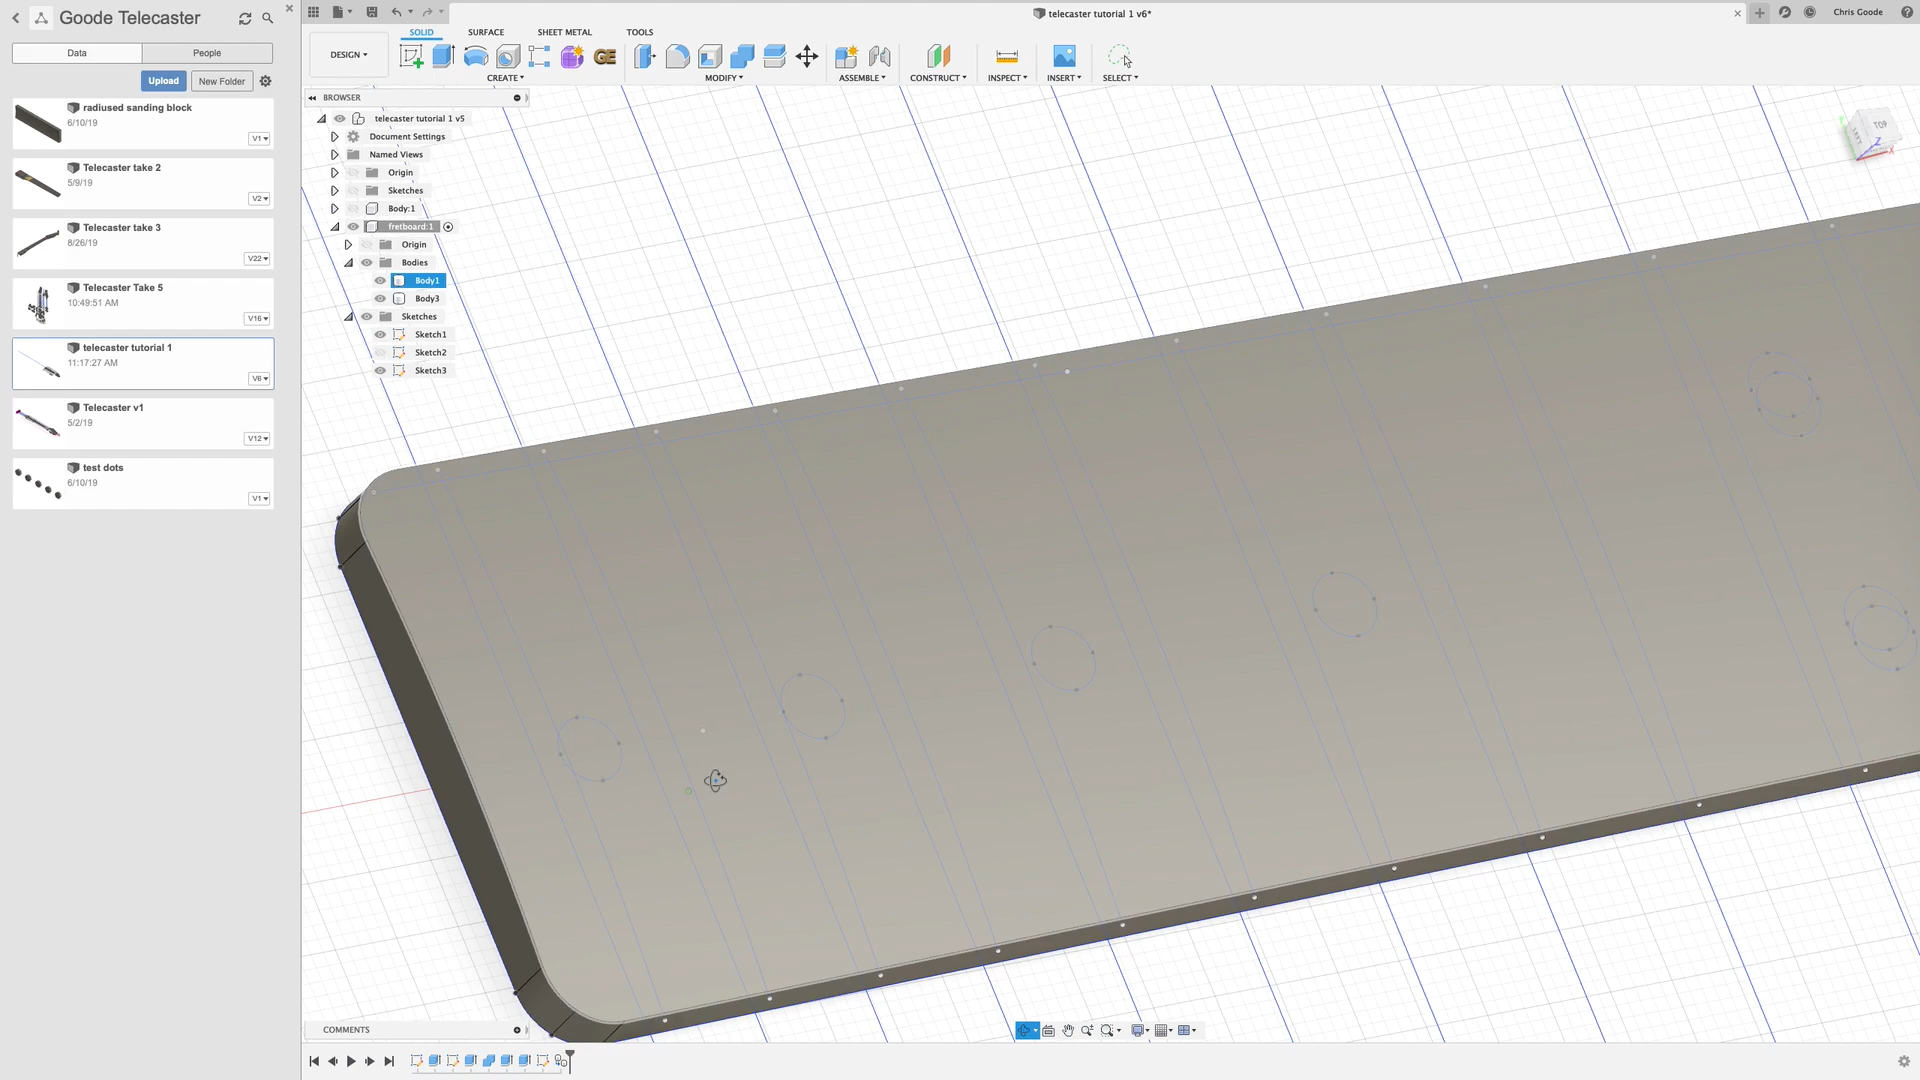 Goode Telecaster
Data
People
Upload
New Folder
radiused sanding block
6/10/19
V1
Telecaster take 2
5/9/19
V2
Telecaster take 3
8/26/19
V22
Telecaster Take 5
10:49:51 AM
V16
telecaster tutorial 1
11:17:27 AM
V6
Telecaster v1
5/2/19
V12
test dots
6/10/19
V1
telecaster tutorial 1 v6*
Chris Goode
DESIGN
SOLID
SURFACE
SHEET METAL
TOOLS
GE
CREATE
MODIFY
ASSEMBLE
CONSTRUCT
INSPECT
INSERT
SELECT
BROWSER
telecaster tutorial 1 v5
Document Settings
Named Views
Origin
Sketches
Body:1
fretboard:1
Origin
Bodies
Body1
Body3
Sketches
Sketch1
Sketch2
Sketch3
TOP
LEFT
Z
X
COMMENTS